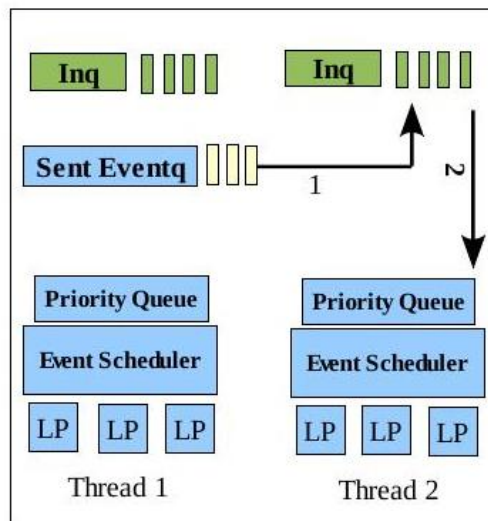 Inq
Inq
Sent Eventq
1
2
Priority Queue
Priority Queue
Event Scheduler
Event Scheduler
LP LP LP
LP LP LP
Thread 1
Thread 2